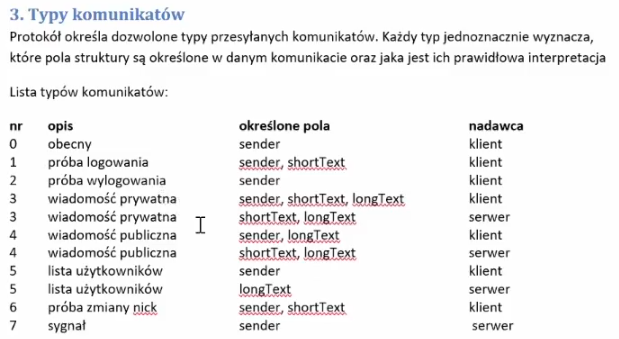 3. Typy komunikatów
Protokół określa dozwolone typy przesyłanych komunikatów. Każdy typ jednoznacznie wyznacza,
które pola struktury są określone w danym komunikacie oraz jaka jest ich prawidłowa interpretacja
Lista typów komunikatów:
nr opis określone pola nadawca
0 obecny sender klient
1 próba logowania sender, shortText klient
2 próba wylogowania sender klient
3 wiadomość prywatna sender, shortText, longText klient
3 wiadomość prywatna shortText, longText serwer
4 wiadomość publiczna sender, longText klient
4 wiadomość publiczna shortText, longText serwer
5 lista użytkowników sender klient
5 lista użytkowników longText serwer
6 próba zmiany nick sender, shortText klient
7 sygnał sender serwer